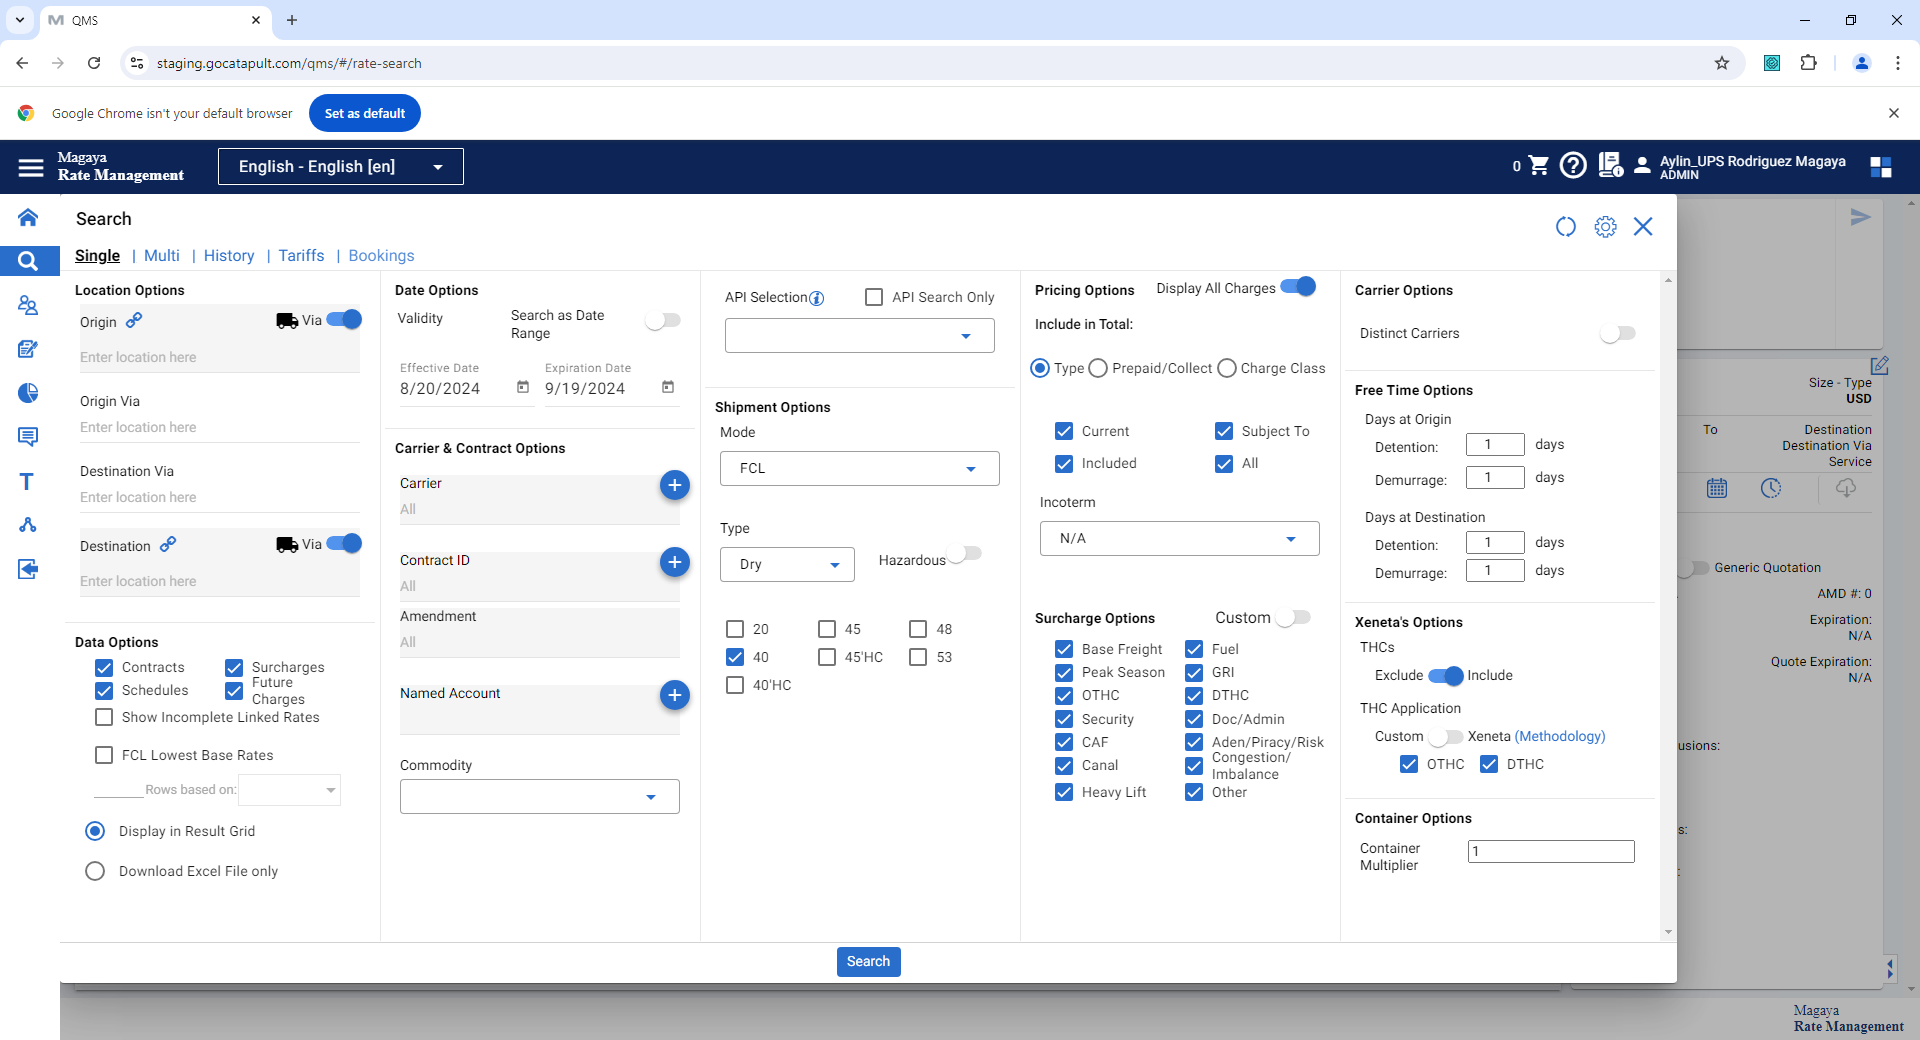 QMS
staging.gocatapult.com/qms/#/rate-search
Google Chrome isn't your default browser
Set as default
Magaya
Rate Management
English - English [en]
0
Aylin_UPS Rodriguez Magaya
ADMIN
Search
Single | Multi | History | Tariffs | Bookings
Location Options
Origin
Via
Enter location here
Origin Via
Enter location here
Destination Via
Enter location here
Destination
Via
Enter location here
Data Options
Contracts
Surcharges
Schedules
Future
Charges
Show Incomplete Linked Rates
FCL Lowest Base Rates
Rows based on:
Display in Result Grid
Download Excel File only
Date Options
Validity
Search as Date
Range
Effective Date
8/20/2024
Expiration Date
9/19/2024
Carrier & Contract Options
Carrier
All
Contract ID
All
Amendment
All
Named Account
Commodity
API Selection
API Search Only
Shipment Options
Mode
FCL
Type
Dry
Hazardous
20
45
48
40
45'HC
53
40'HC
Pricing Options
Display All Charges
Include in Total:
Type
Prepaid/Collect
Charge Class
Current
Subject To
Included
All
Incoterm
N/A
Surcharge Options
Custom
Base Freight
Fuel
Peak Season
GRI
OTHC
DTHC
Security
Doc/Admin
CAF
Aden/Piracy/Risk
Canal
Congestion/
Imbalance
Heavy Lift
Other
Carrier Options
Distinct Carriers
Free Time Options
Days at Origin
Detention: 1 days
Demurrage: 1 days
Days at Destination
Detention: 1 days
Demurrage: 1 days
Xeneta's Options
THCs
Exclude
Include
THC Application
Custom
Xeneta (Methodology)
OTHC
DTHC
Container Options
Container
Multiplier
1
Search
Size - Type
USD
To
Destination
Destination Via
Service
Generic Quotation
AMD #: 0
Expiration:
N/A
Quote Expiration:
N/A
usions:
s:
:
Magaya
Rate Management